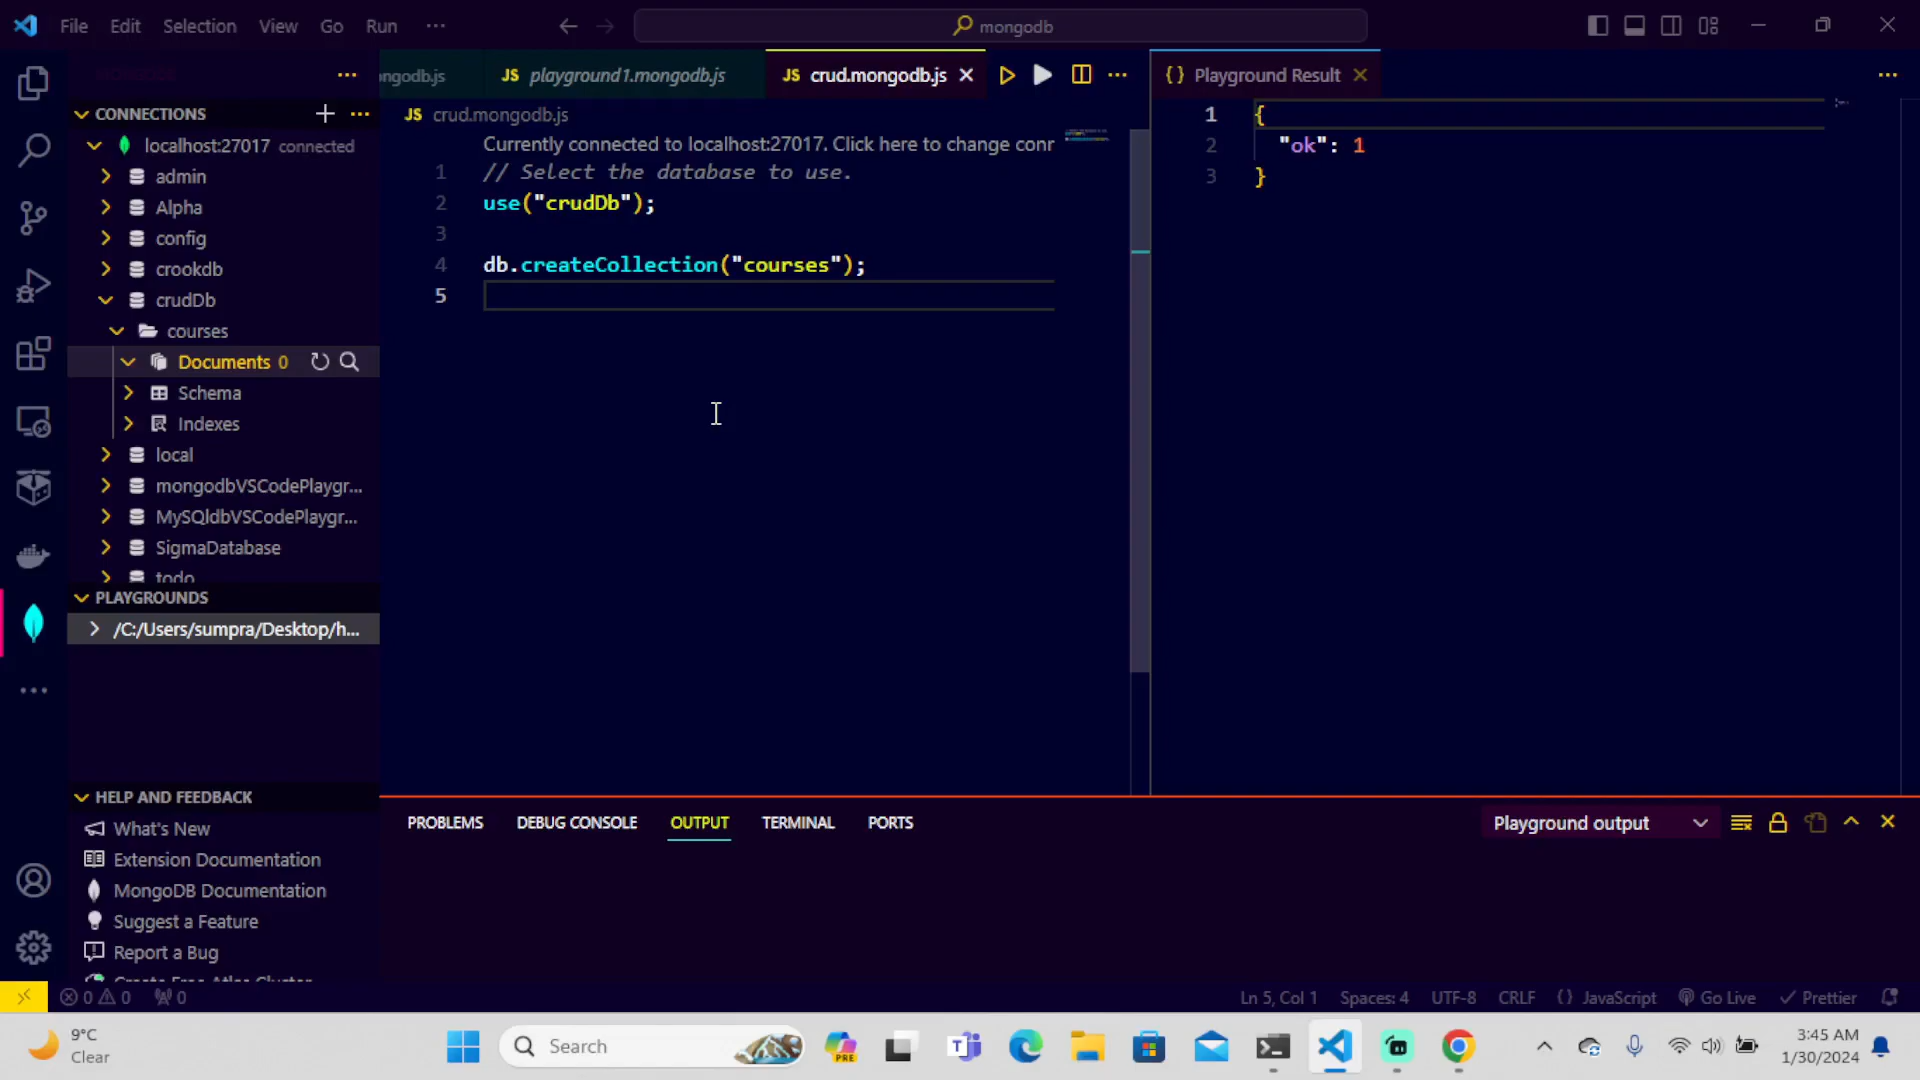 File Edit Selection View Go Run ···
mongodb
CONNECTIONS
localhost:27017 connected
admin
Alpha
config
crookdb
crudDb
courses
Documents 0
Schema
Indexes
local
mongodbVSCodePlaygr...
MySQldbVSCodePlaygr...
SigmaDatabase
todo
PLAYGROUNDS
/C:/Users/sumpra/Desktop/h...
HELP AND FEEDBACK
What's New
Extension Documentation
MongoDB Documentation
Suggest a Feature
Report a Bug
Create Free Atlas Cluster
ongodb.js JS playground1.mongodb.js JS crud.mongodb.js
JS crud.mongodb.js
Currently connected to localhost:27017. Click here to change conr
1 // Select the database to use.
2 use("crudDb");
3
4 db.createCollection("courses");
5
{} Playground Result
1 {
2 "ok": 1
3 }
PROBLEMS DEBUG CONSOLE OUTPUT TERMINAL PORTS
Playground output
0 0 0
Ln 5, Col 1 Spaces: 4 UTF-8 CRLF {} JavaScript Go Live Prettier
9°C
Clear
Search
PRE
3:45 AM
1/30/2024